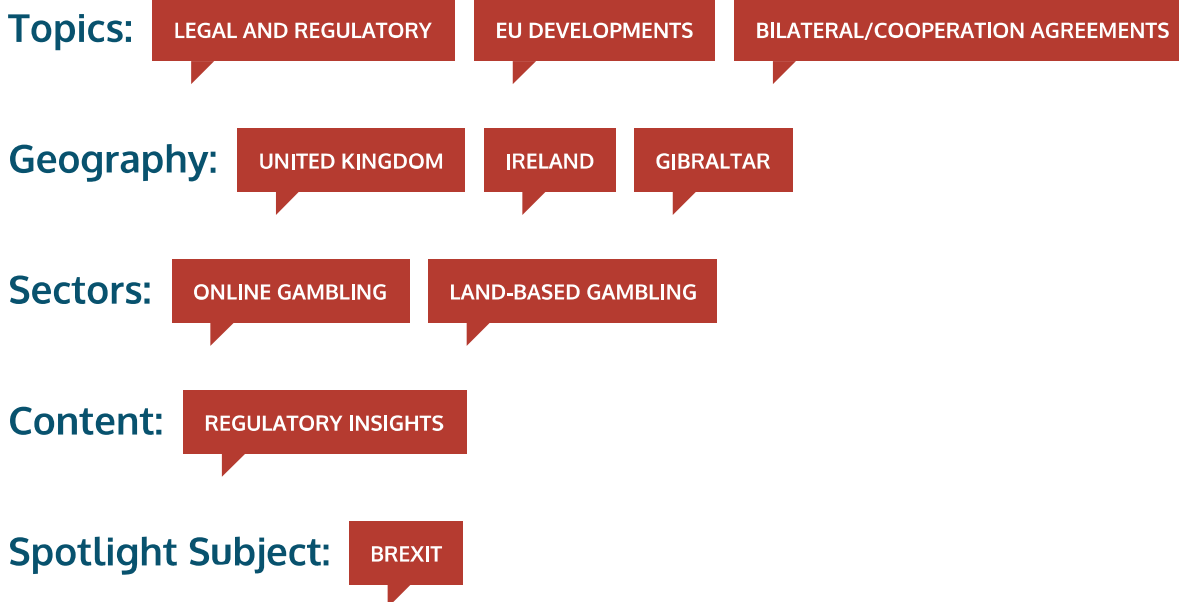 Topics: LEGAL AND REGULATORY EU DEVELOPMENTS BILATERAL/COOPERATION AGREEMENTS
Geography: UNITED KINGDOM IRELAND GIBRALTAR
Sectors: ONLINE GAMBLING LAND-BASED GAMBLING
Content: REGULATORY INSIGHTS
Spotlight Subject: BREXIT